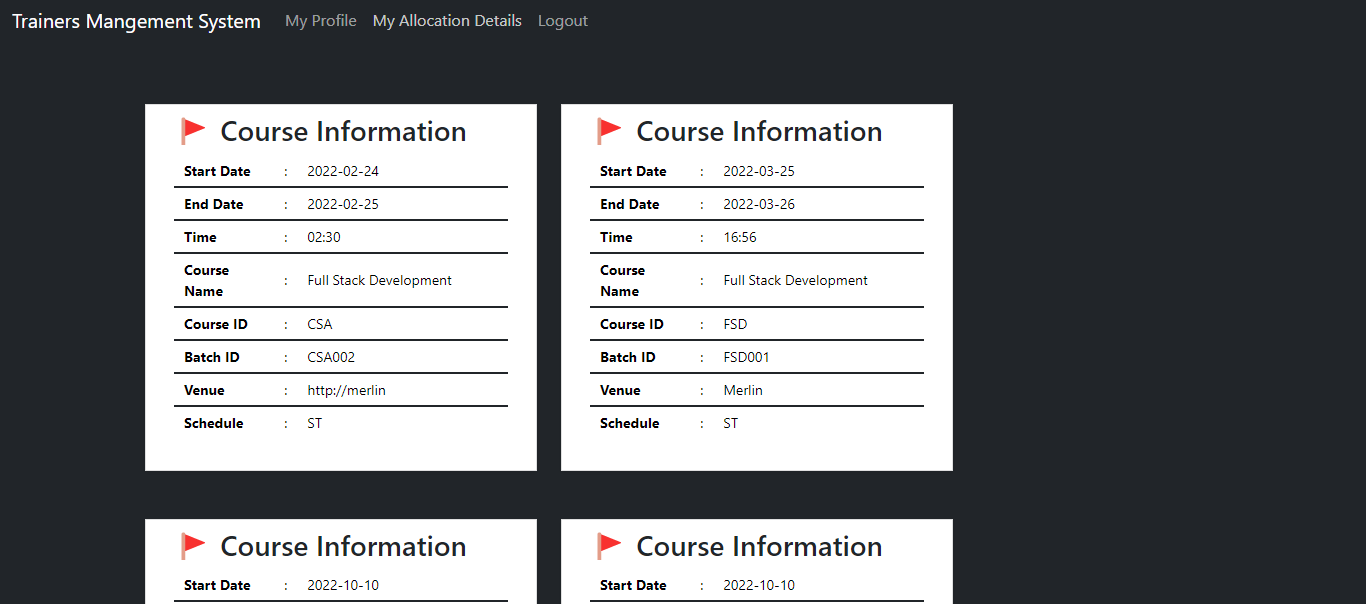 Trainers Mangement System My Profile My Allocation Details Logout
Course Information
Start Date : 2022-02-24
End Date : 2022-02-25
Time : 02:30
Course Name : Full Stack Development
Course ID : CSA
Batch ID : CSA002
Venue : http://merlin
Schedule : ST
Course Information
Start Date : 2022-03-25
End Date : 2022-03-26
Time : 16:56
Course Name : Full Stack Development
Course ID : FSD
Batch ID : FSD001
Venue : Merlin
Schedule : ST
Course Information
Start Date : 2022-10-10
Course Information
Start Date : 2022-10-10